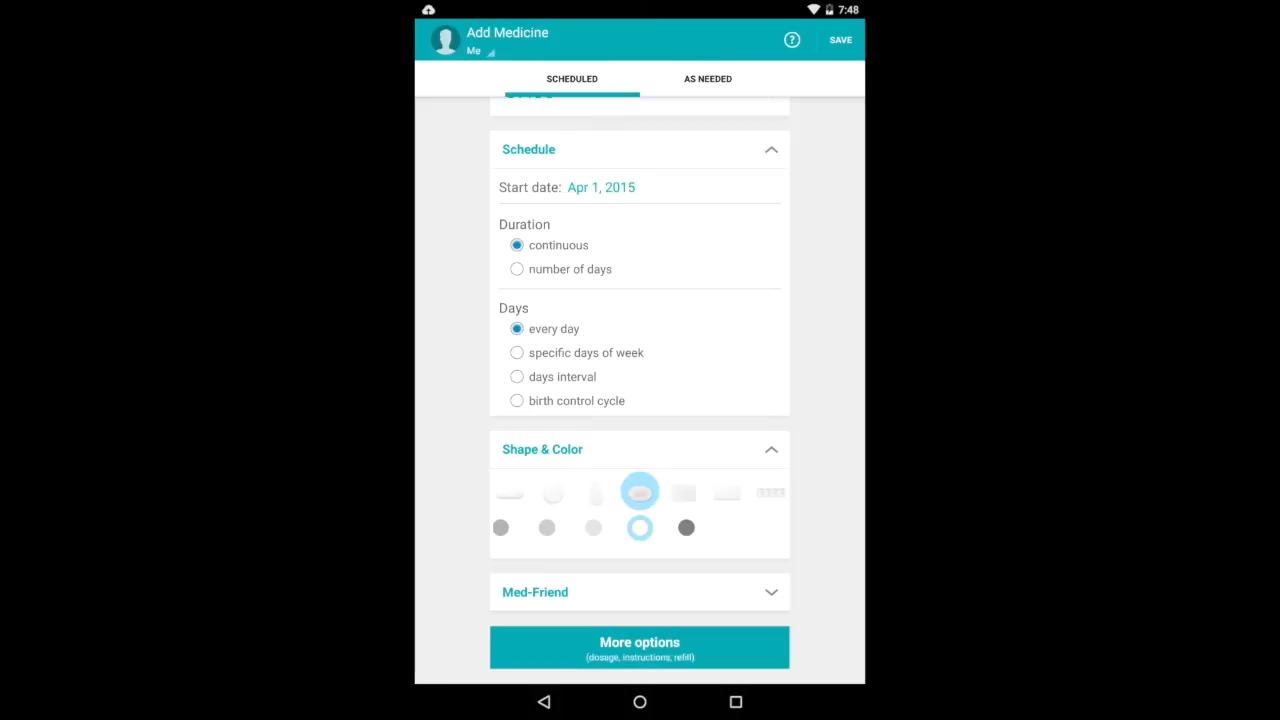 7:48
Add Medicine
Me
SAVE
SCHEDULED
AS NEEDED
Schedule
Start date: Apr 1, 2015
Duration
continuous
number of days
Days
every day
specific days of week
days interval
birth control cycle
Shape & Color
Med-Friend
More options
(dosage, instructions, refill)